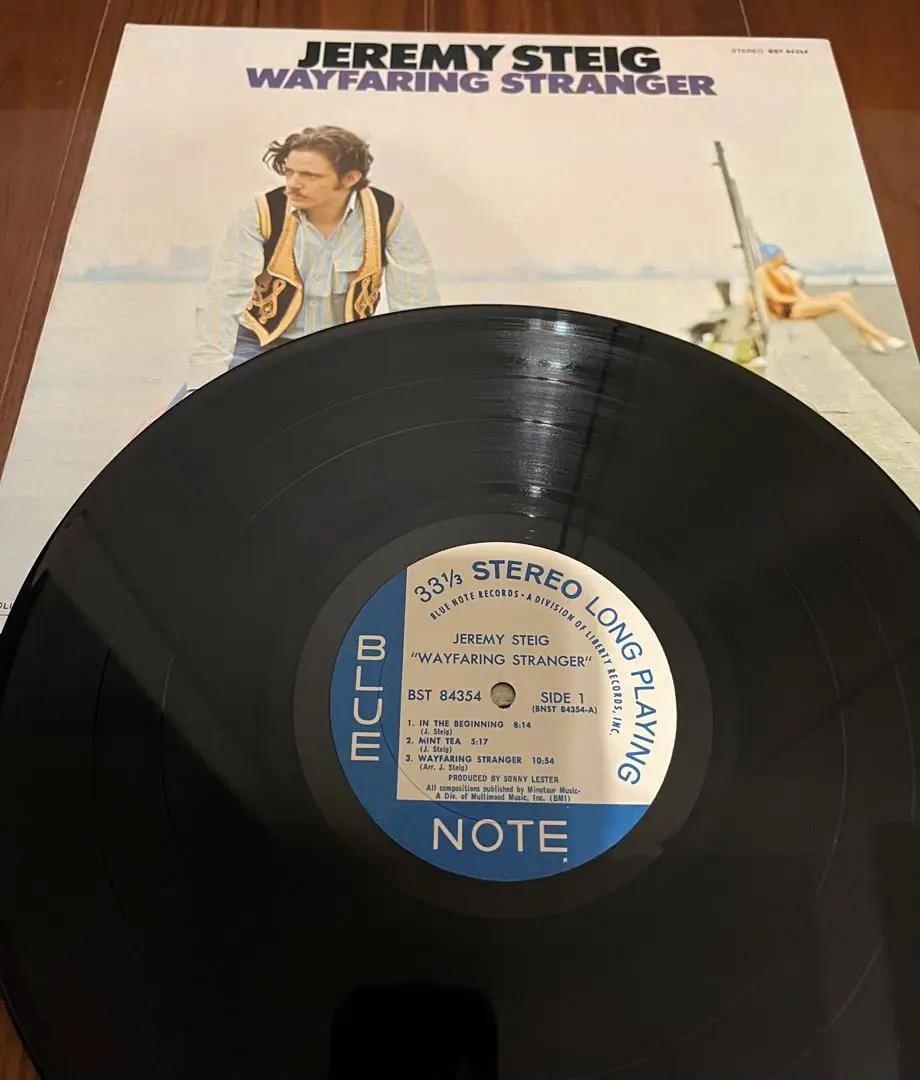 JEREMY STEIG
WAYFARING STRANGER
STEREO BST 84354
33⅓ STEREO LONG PLAYING
BLUE NOTE RECORDS • A DIVISION OF LIBERTY RECORDS, INC.
JEREMY STEIG
"WAYFARING STRANGER"
BST 84354
SIDE 1
(BNST 84354-A)
1. IN THE BEGINNING 8:14
(J. Steig)
2. MINT TEA 5:17
(J. Steig)
3. WAYFARING STRANGER 10:54
(Arr. J. Steig)
PRODUCED BY SONNY LESTER
All compositions published by Minotaur Music-
A Div. of Multimood Music, Inc. (BMI)
BLUE
NOTE